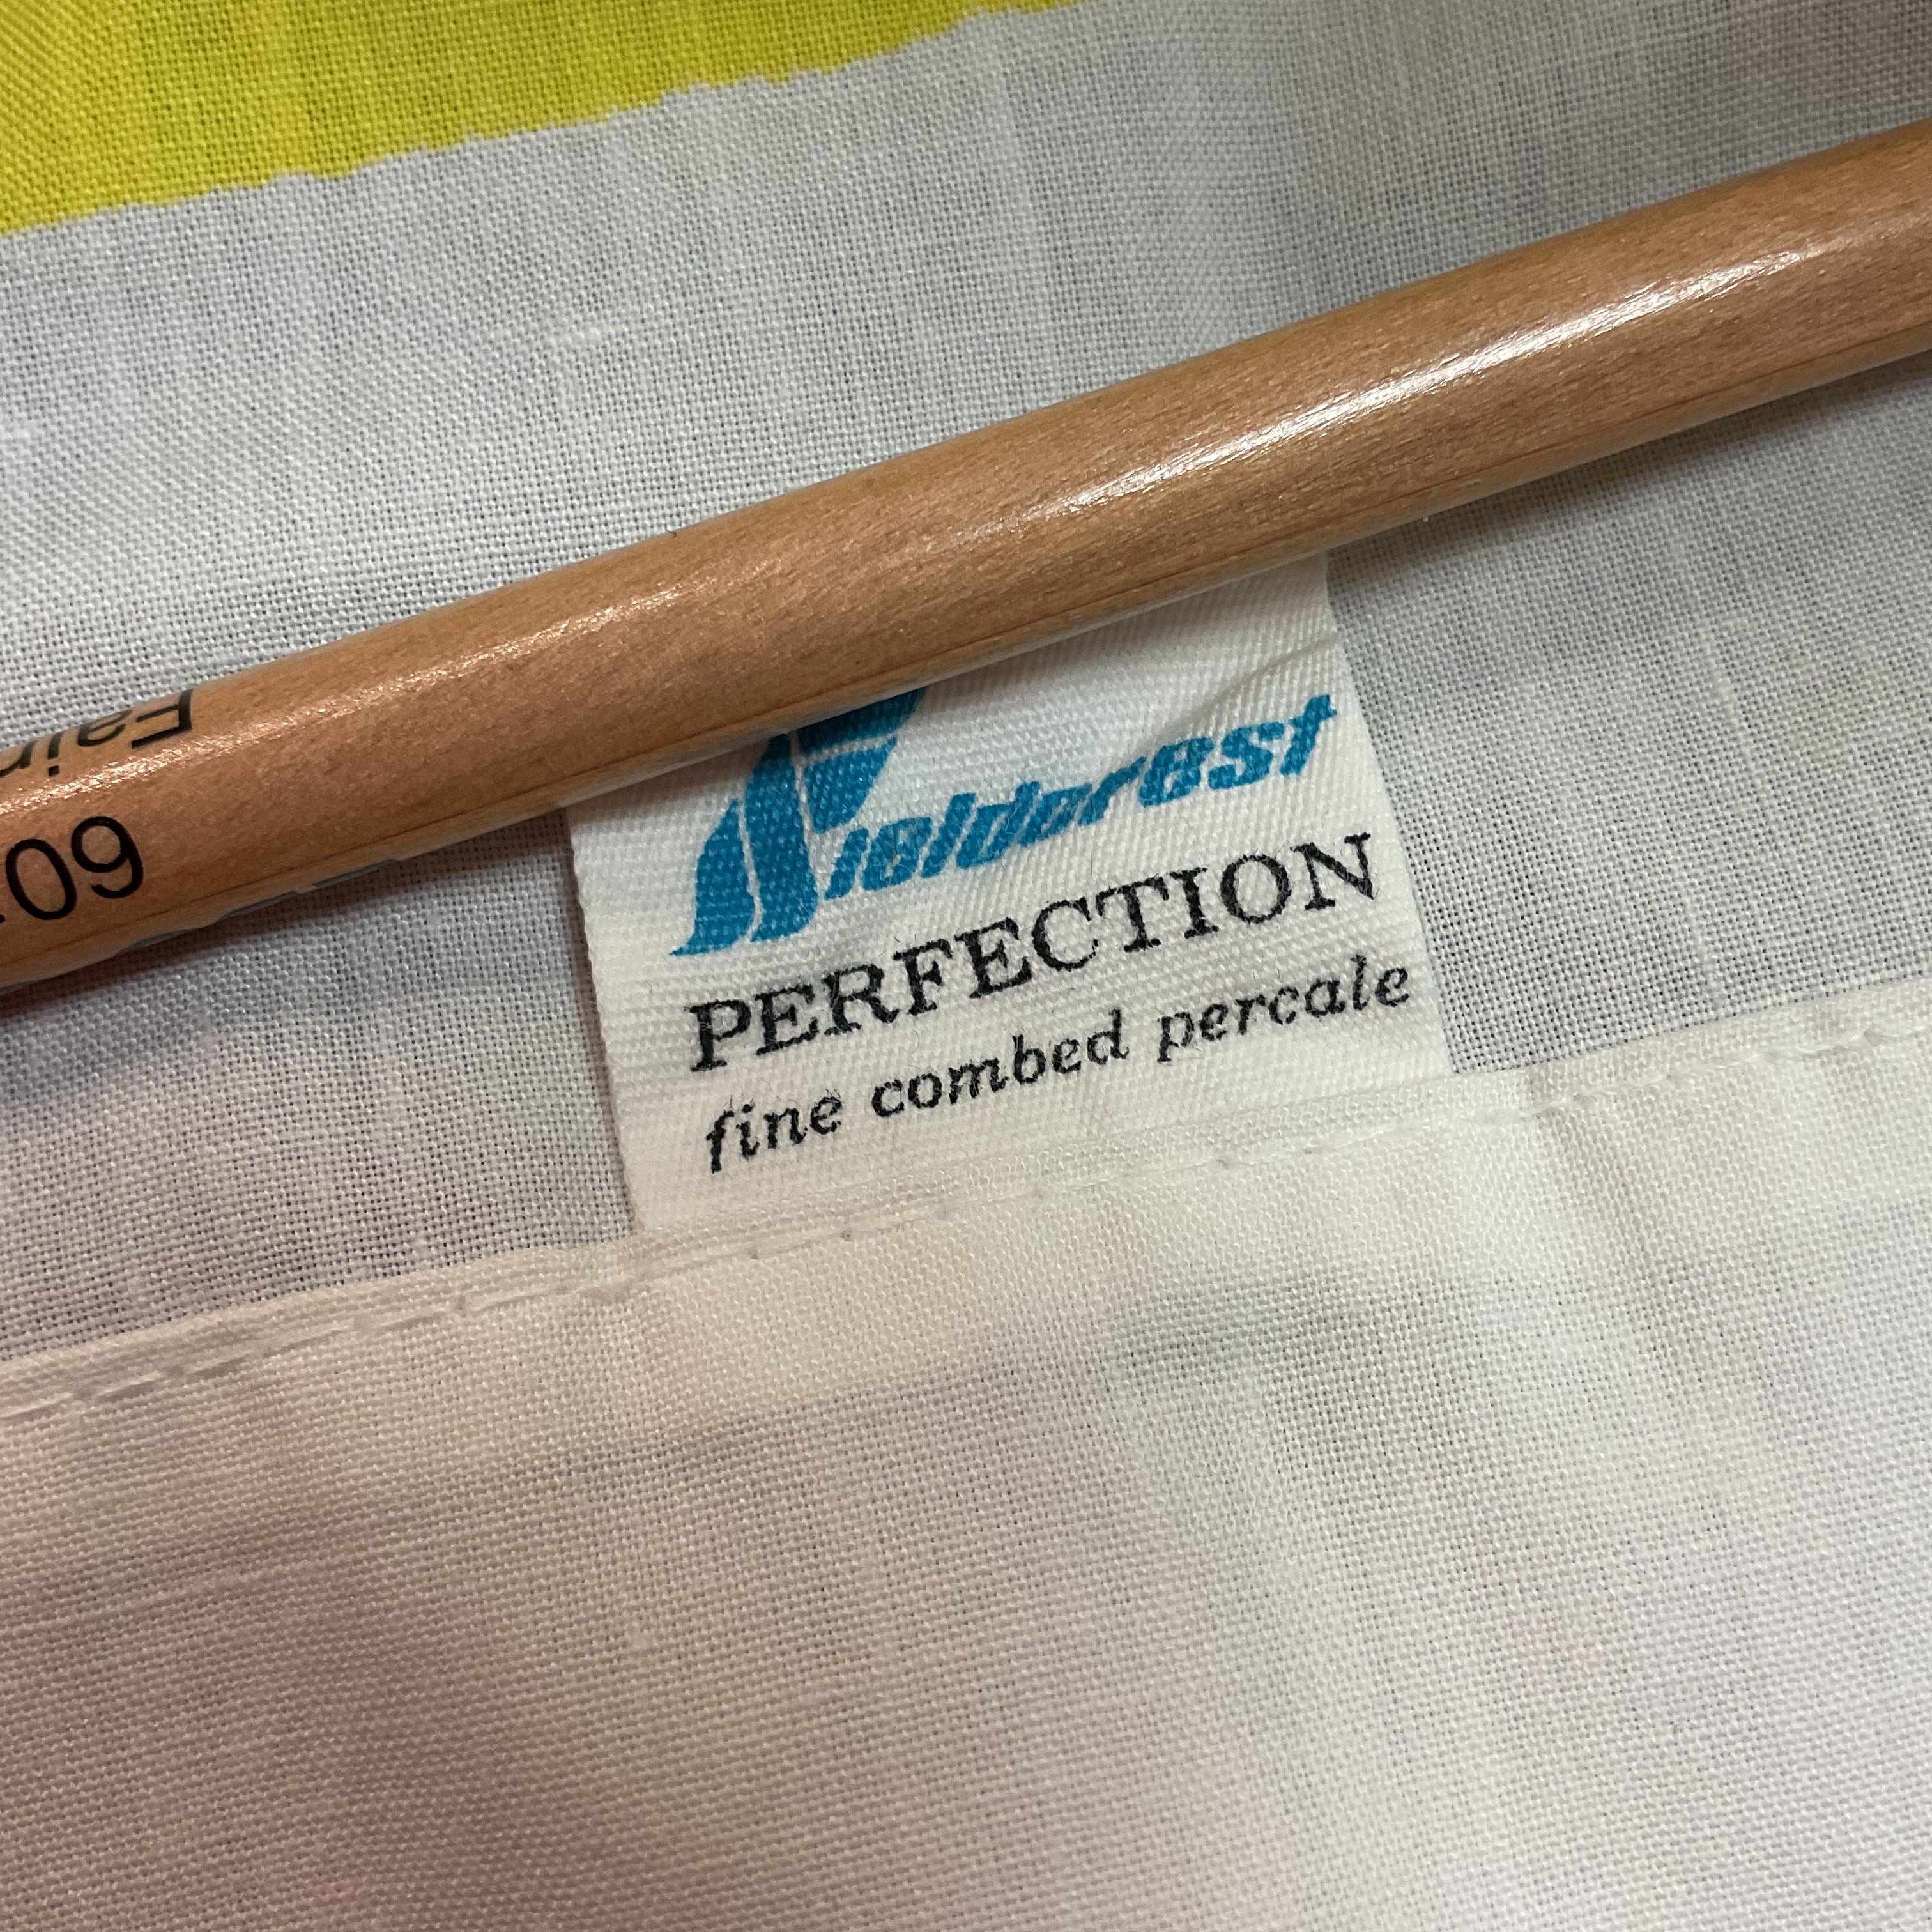 Fieldcrest
PERFECTION
fine combed percale